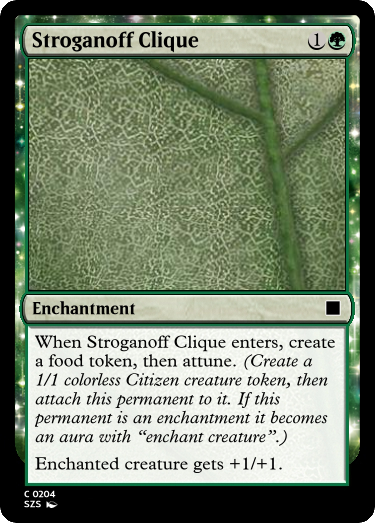 Stroganoff Clique 1
Enchantment
When Stroganoff Clique enters, create
a food token, then attune. (Create a
1/1 colorless Citizen creature token, then
attach this permanent to it. If this
permanent is an enchantment it becomes
an aura with “enchant creature”.)
Enchanted creature gets +1/+1.
C 0204
SZS